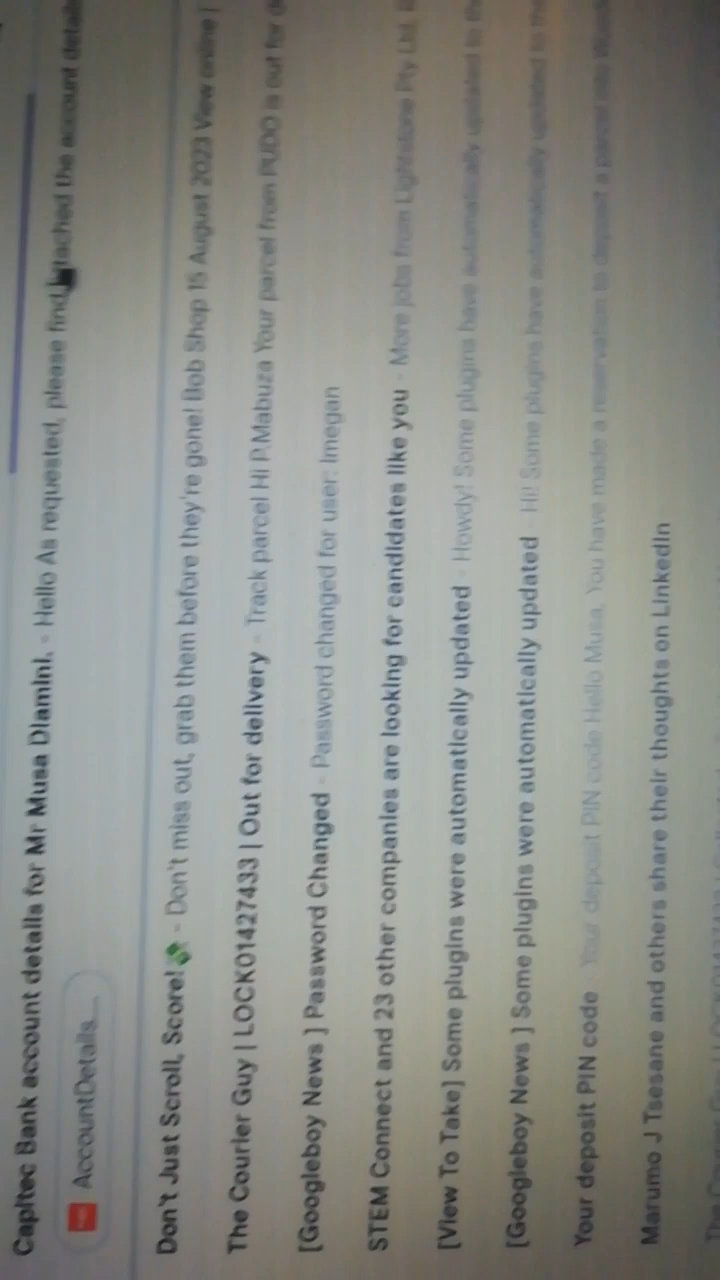 Capitec Bank account details for Mr Musa Dlamini. - Hello As requested, please find attached the account details
AccountDetails...
Don't Just Scroll, Score! - Don't miss out, grab them before they're gone! Bob Shop 15 August 2023 View online |
The Courier Guy | LOCK01427433 | Out for delivery - Track parcel Hi P.Mabuza Your parcel from PUDO is out for
[Googleboy News ] Password Changed - Password changed for user: lmegan
STEM Connect and 23 other companies are looking for candidates like you - More jobs from Lightstone Pty Ltd,
[View To Take] Some plugins were automatically updated - Howdy! Some plugins have automatically updated to
[Googleboy News ] Some plugins were automatically updated - Hi! Some plugins have automatically updated to
Your deposit PIN code - Your deposit PIN code Hello Musa, You have made a reservation to deposit a parcel into
Marumo J Tsesane and others share their thoughts on LinkedIn